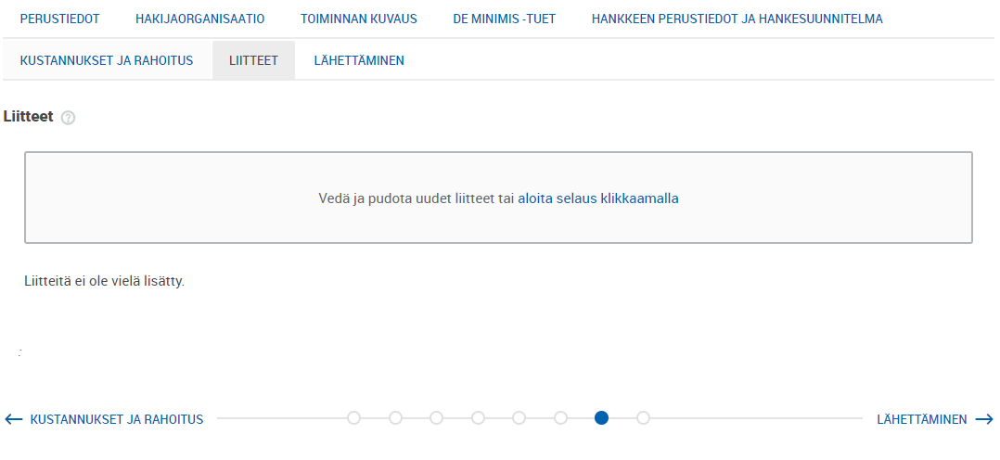 PERUSTIEDOT HAKIJAORGANISAATIO TOIMINNAN KUVAUS DE MINIMIS -TUET HANKKEEN PERUSTIEDOT JA HANKESUUNNITELMA
KUSTANNUKSET JA RAHOITUS LIITTEET LÄHETTÄMINEN
Liitteet ?
Vedä ja pudota uudet liitteet tai aloita selaus klikkaamalla
Liitteitä ei ole vielä lisätty.
:
← KUSTANNUKSET JA RAHOITUS LÄHETTÄMINEN →